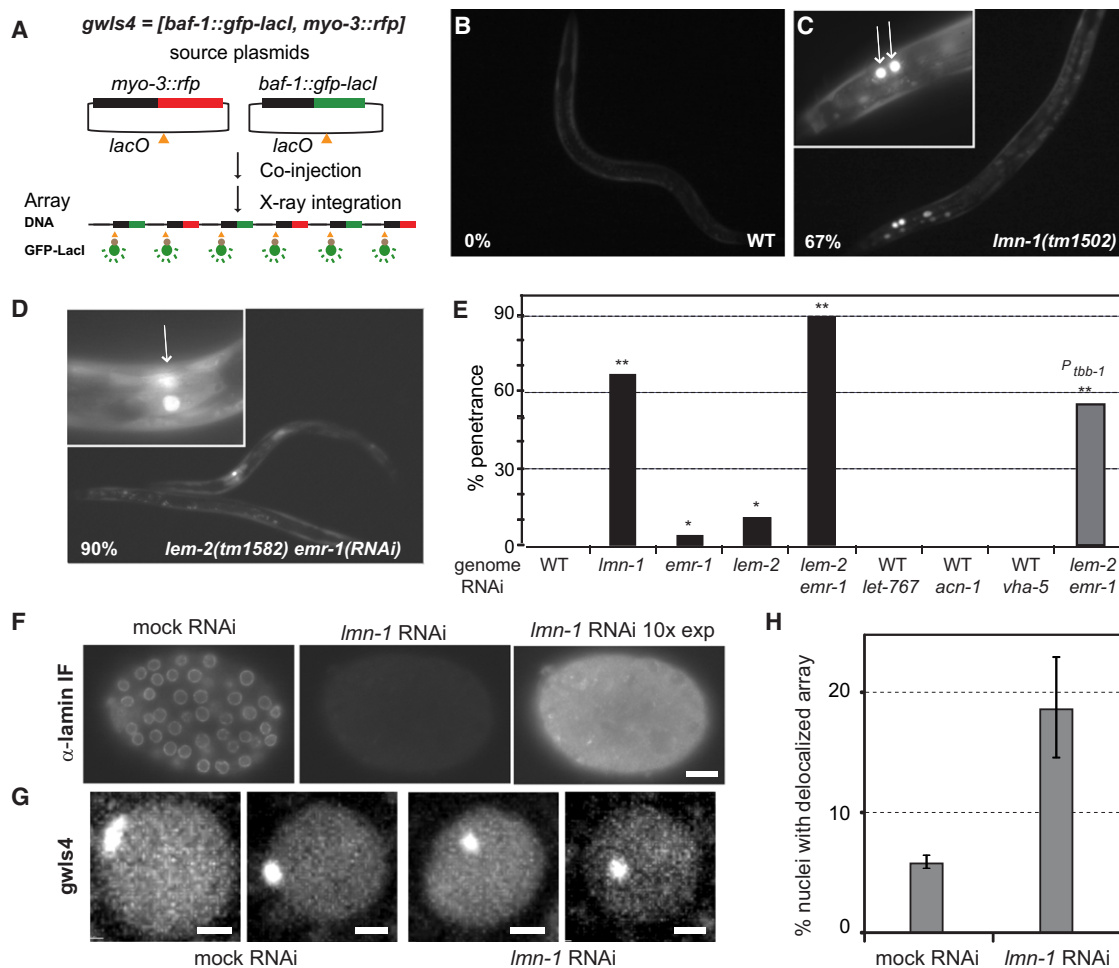 A
gwIs4 = [baf-1::gfp-lacI, myo-3::rfp]
source plasmids
myo-3::rfp
baf-1::gfp-lacI
lacO
lacO
Co-injection
X-ray integration
Array
DNA
GFP-LacI
B
0%
WT
C
67%
lmn-1(tm1502)
D
90%
lem-2(tm1582) emr-1(RNAi)
E
% penetrance
90
60
30
0
**
*
*
**
P tbb-1
**
genome
RNAi
WT
lmn-1
emr-1
lem-2
lem-2
emr-1
WT
let-767
WT
acn-1
WT
vha-5
lem-2
emr-1
F
mock RNAi
lmn-1 RNAi
lmn-1 RNAi 10x exp
α-lamin IF
G
gwIs4
mock RNAi
lmn-1 RNAi
H
% nuclei with delocalized array
20
10
0
mock RNAi
lmn-1 RNAi